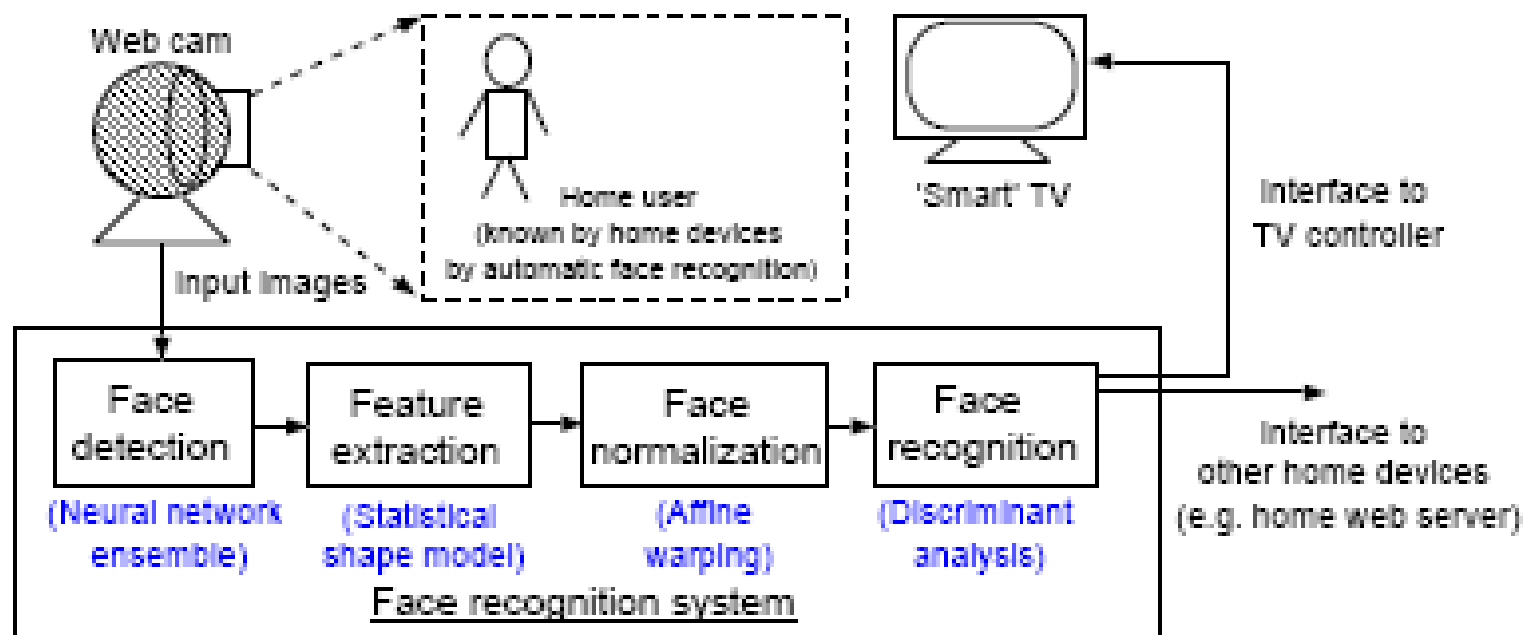 Web cam
Home user
(known by home devices
by automatic face recognition)
'Smart' TV
Interface to
TV controller
Input images
Face
detection
(Neural network
ensemble)
Feature
extraction
(Statistical
shape model)
Face
normalization
(Affine
warping)
Face
recognition
(Discriminant
analysis)
Interface to
other home devices
(e.g. home web server)
Face recognition system